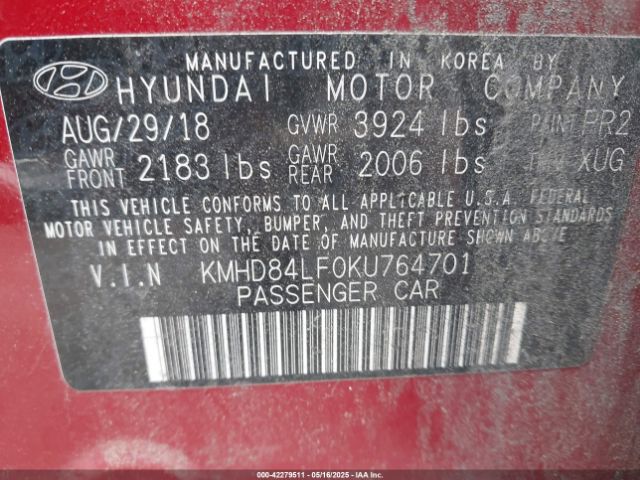 MANUFACTURED IN KOREA BY
HYUNDAI MOTOR COMPANY
AUG/29/18 GVWR 3924 lbs PAINT PR2
GAWR FRONT 2183 lbs GAWR REAR 2006 lbs XUG
THIS VEHICLE CONFORMS TO ALL APPLICABLE U.S.A. FEDERAL
MOTOR VEHICLE SAFETY, BUMPER, AND THEFT PREVENTION STANDARDS
IN EFFECT ON THE DATE OF MANUFACTURE SHOWN ABOVE
V.I.N KMHD84LF0KU764701
PASSENGER CAR
000-42279511 - 05/16/2025 - IAAI, Inc.